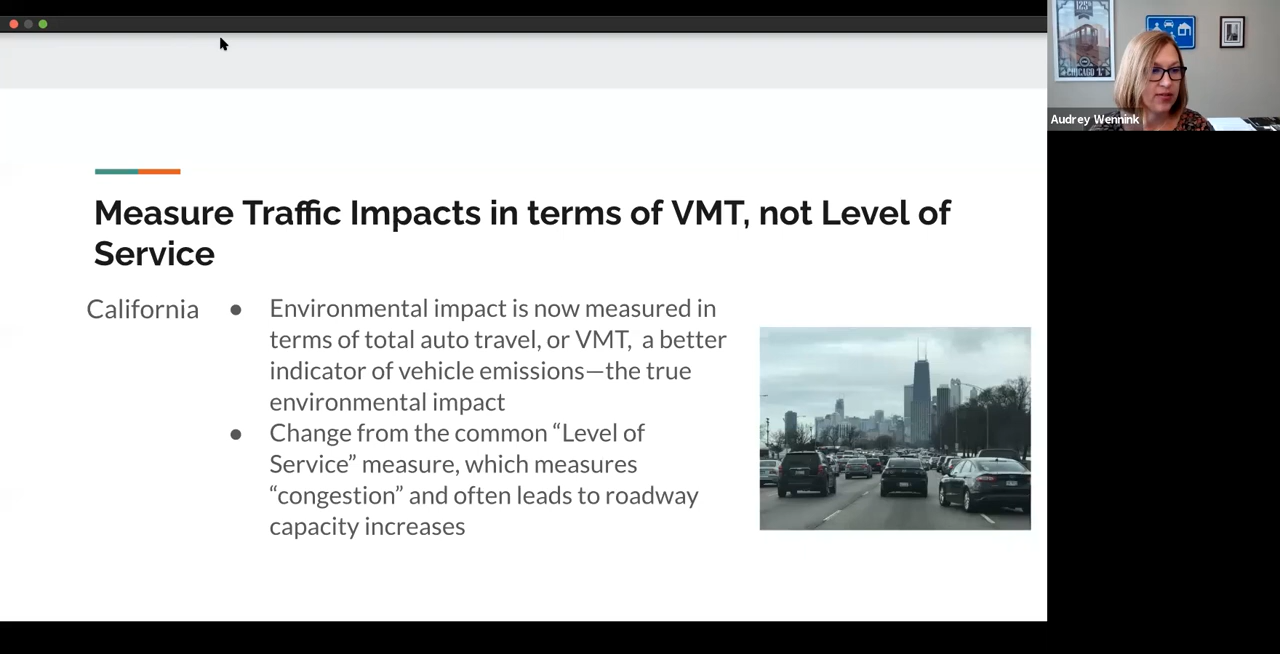 Measure Traffic Impacts in terms of VMT, not Level of
Service
California
● Environmental impact is now measured in
terms of total auto travel, or VMT,  a better
indicator of vehicle emissions—the true
environmental impact
● Change from the common “Level of
Service” measure, which measures
“congestion” and often leads to roadway
capacity increases
125
CHICAGO "L"
Audrey Wennink